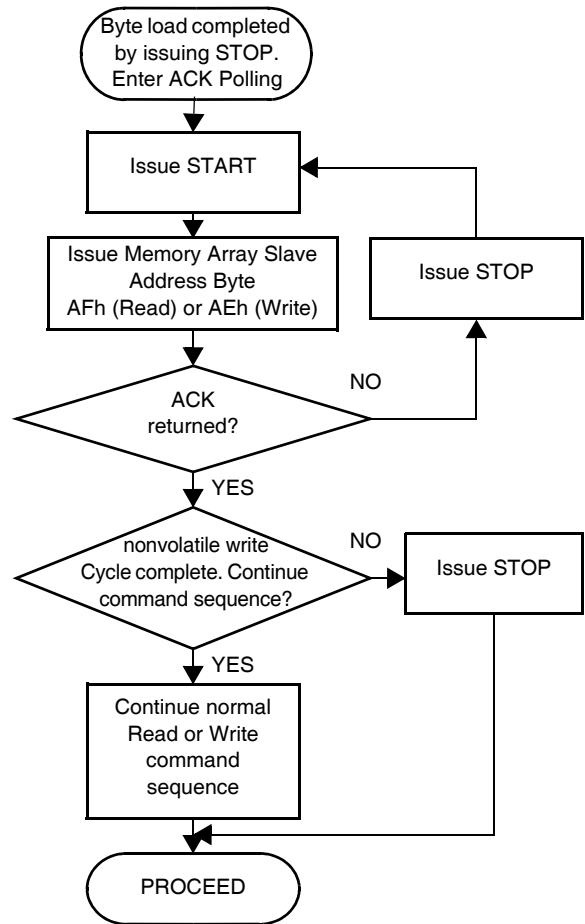 Byte load completed
by issuing STOP.
Enter ACK Polling
Issue START
Issue Memory Array Slave
Address Byte
AFh (Read) or AEh (Write)
Issue STOP
NO
ACK
returned?
YES
nonvolatile write
Cycle complete. Continue
command sequence?
NO
Issue STOP
YES
Continue normal
Read or Write
command
sequence
PROCEED